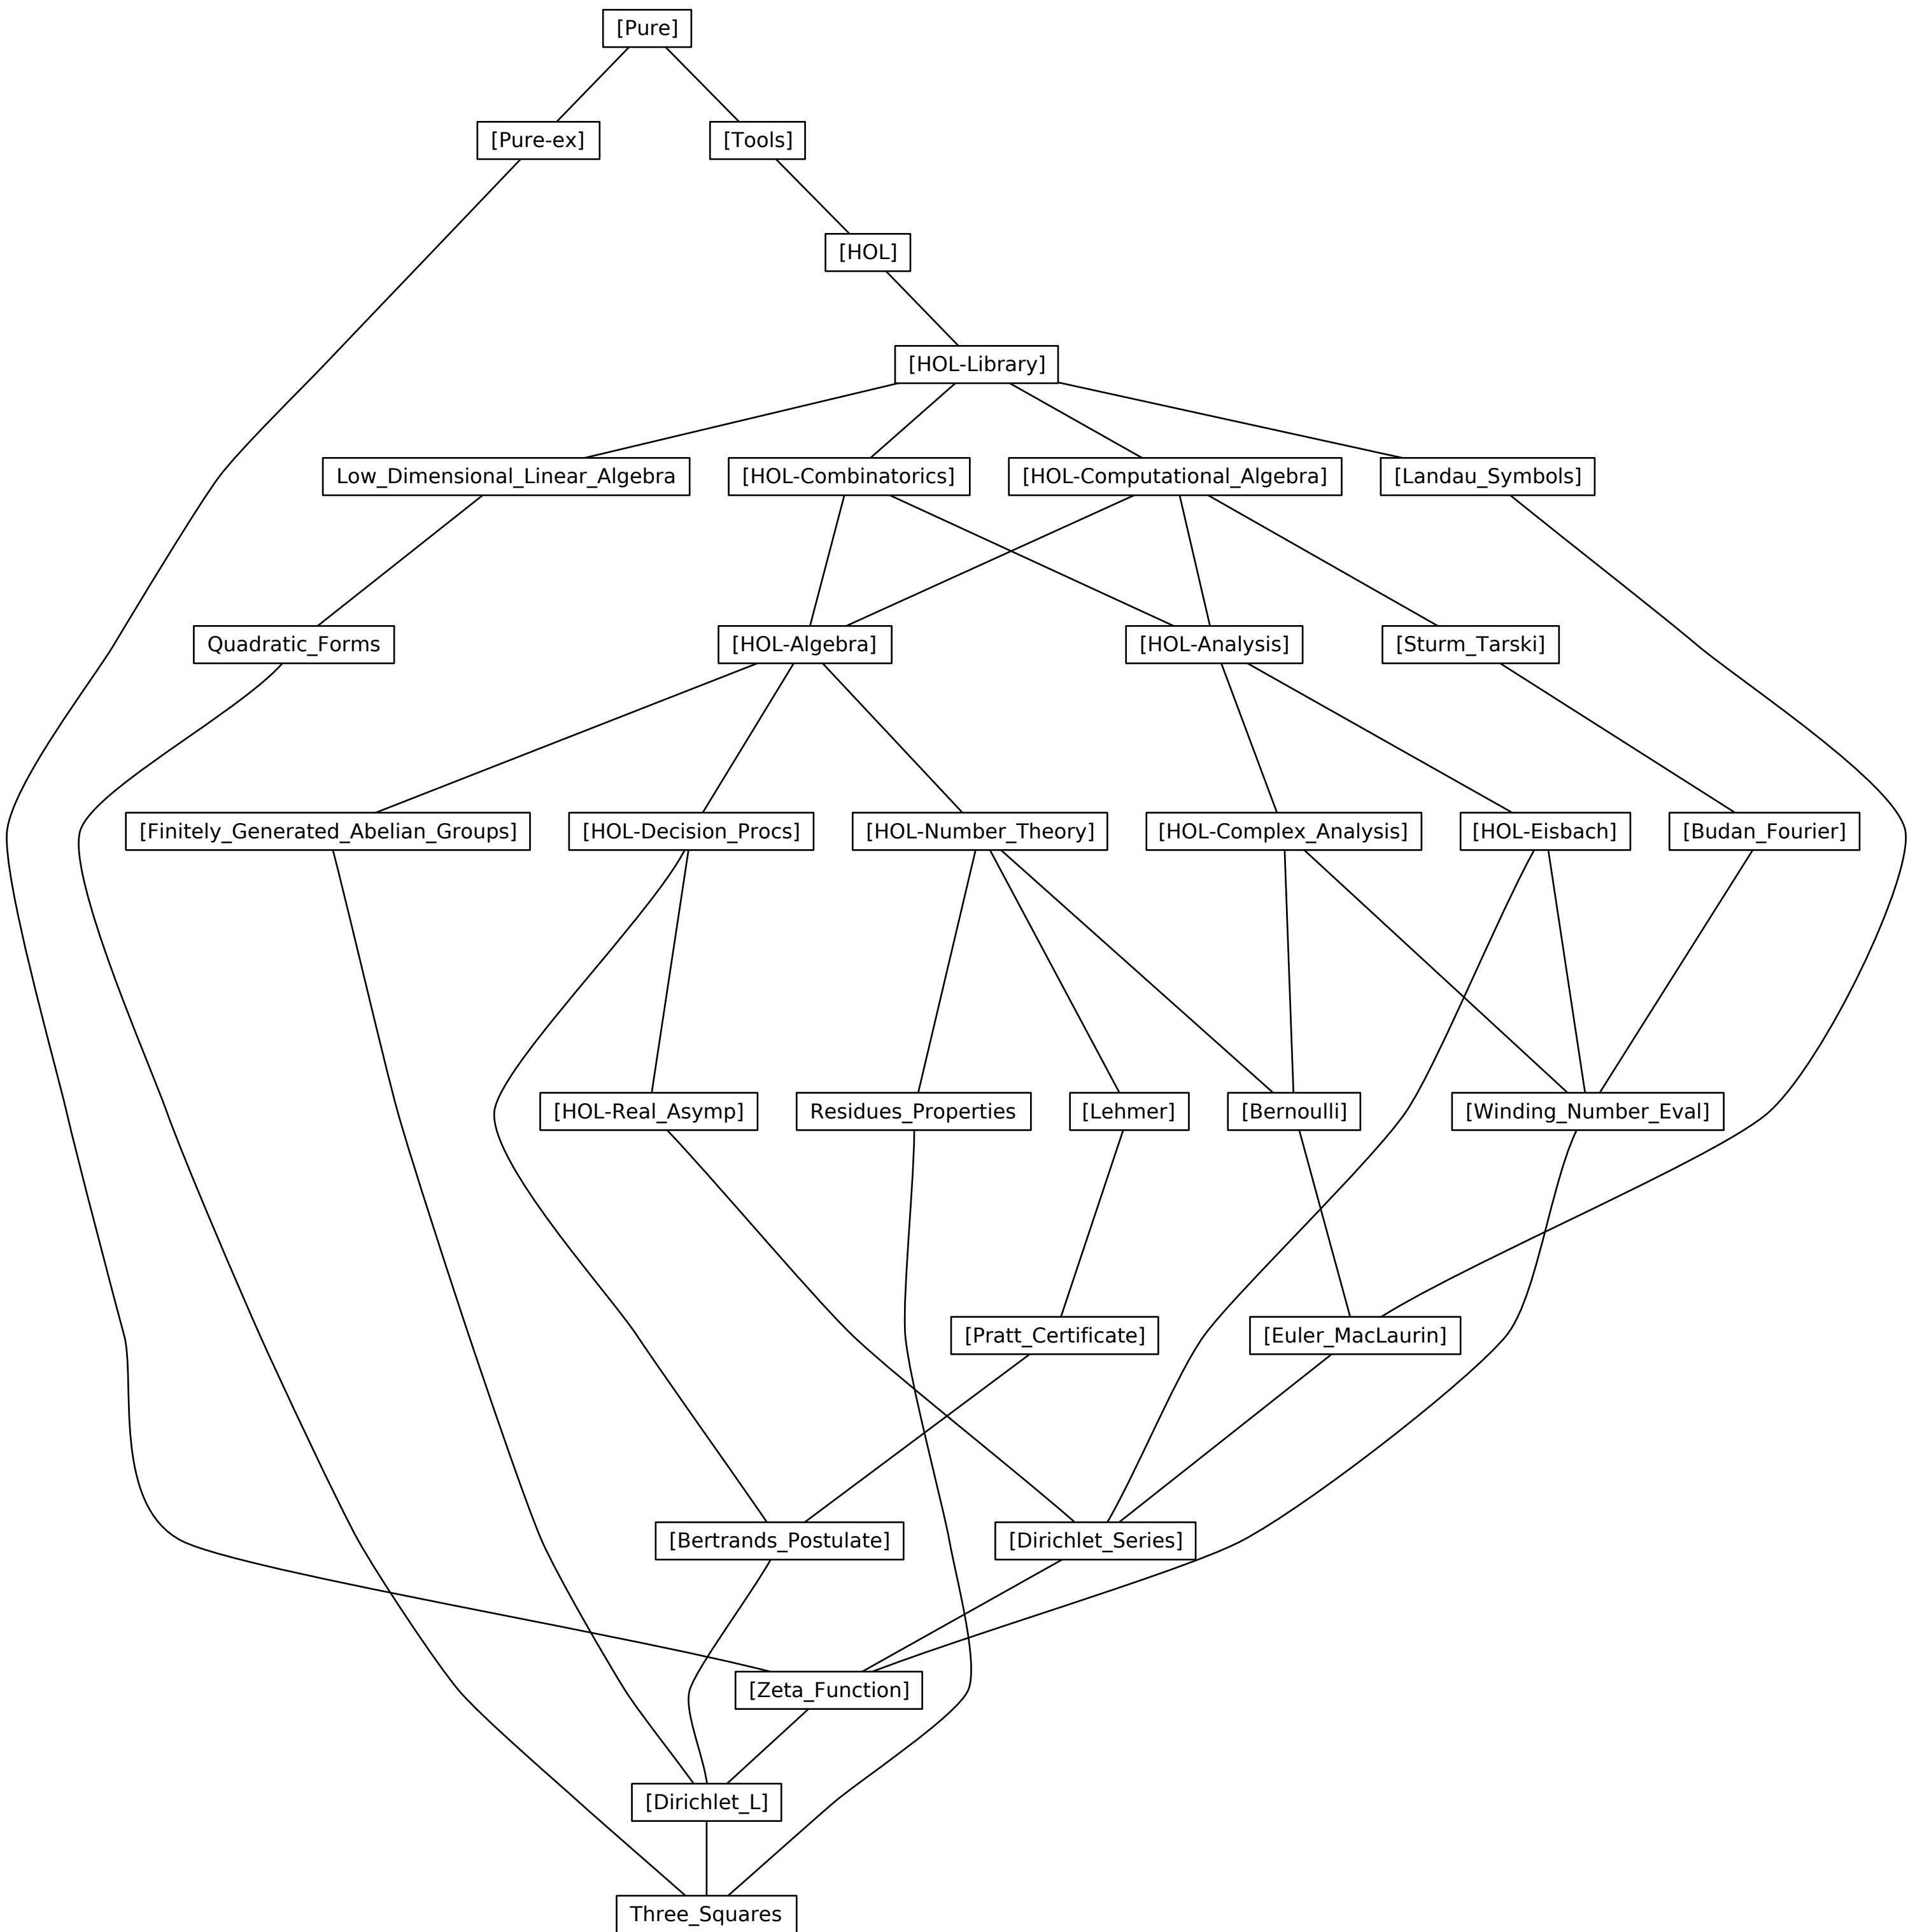 [Pure]
[Pure-ex]
[Tools]
[HOL]
[HOL-Library]
Low_Dimensional_Linear_Algebra
[HOL-Combinatorics]
[HOL-Computational_Algebra]
[Landau_Symbols]
Quadratic_Forms
[HOL-Algebra]
[HOL-Analysis]
[Sturm_Tarski]
[Finitely_Generated_Abelian_Groups]
[HOL-Decision_Procs]
[HOL-Number_Theory]
[HOL-Complex_Analysis]
[HOL-Eisbach]
[Budan_Fourier]
[HOL-Real_Asymp]
Residues_Properties
[Lehmer]
[Bernoulli]
[Winding_Number_Eval]
[Pratt_Certificate]
[Euler_MacLaurin]
[Bertrands_Postulate]
[Dirichlet_Series]
[Zeta_Function]
[Dirichlet_L]
Three_Squares